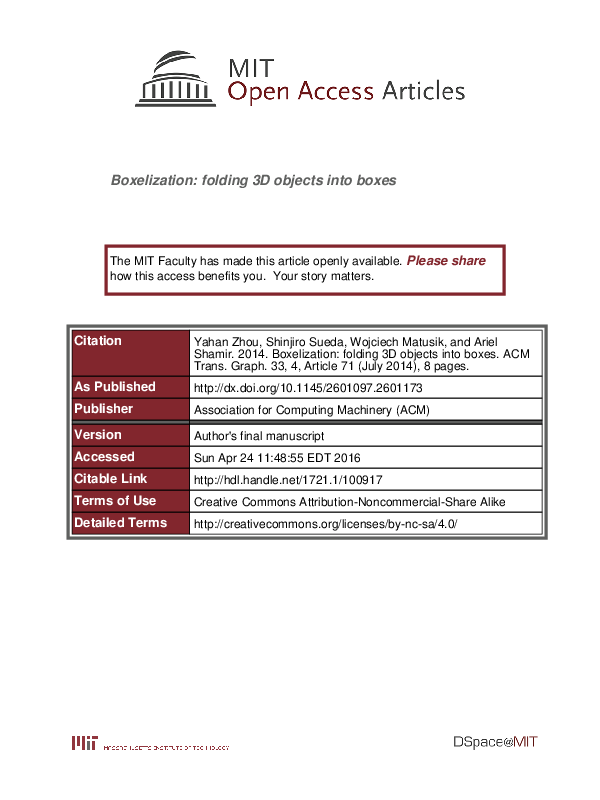 MIT
Open Access Articles
Boxelization: folding 3D objects into boxes
The MIT Faculty has made this article openly available. Please share
how this access benefits you. Your story matters.
Citation
Yahan Zhou, Shinjiro Sueda, Wojciech Matusik, and Ariel
Shamir. 2014. Boxelization: folding 3D objects into boxes. ACM
Trans. Graph. 33, 4, Article 71 (July 2014), 8 pages.
As Published
http://dx.doi.org/10.1145/2601097.2601173
Publisher
Association for Computing Machinery (ACM)
Version
Author's final manuscript
Accessed
Sun Apr 24 11:48:55 EDT 2016
Citable Link
http://hdl.handle.net/1721.1/100917
Terms of Use
Creative Commons Attribution-Noncommercial-Share Alike
Detailed Terms
http://creativecommons.org/licenses/by-nc-sa/4.0/
MIT MASSACHUSETTS INSTITUTE OF TECHNOLOGY
DSpace@MIT